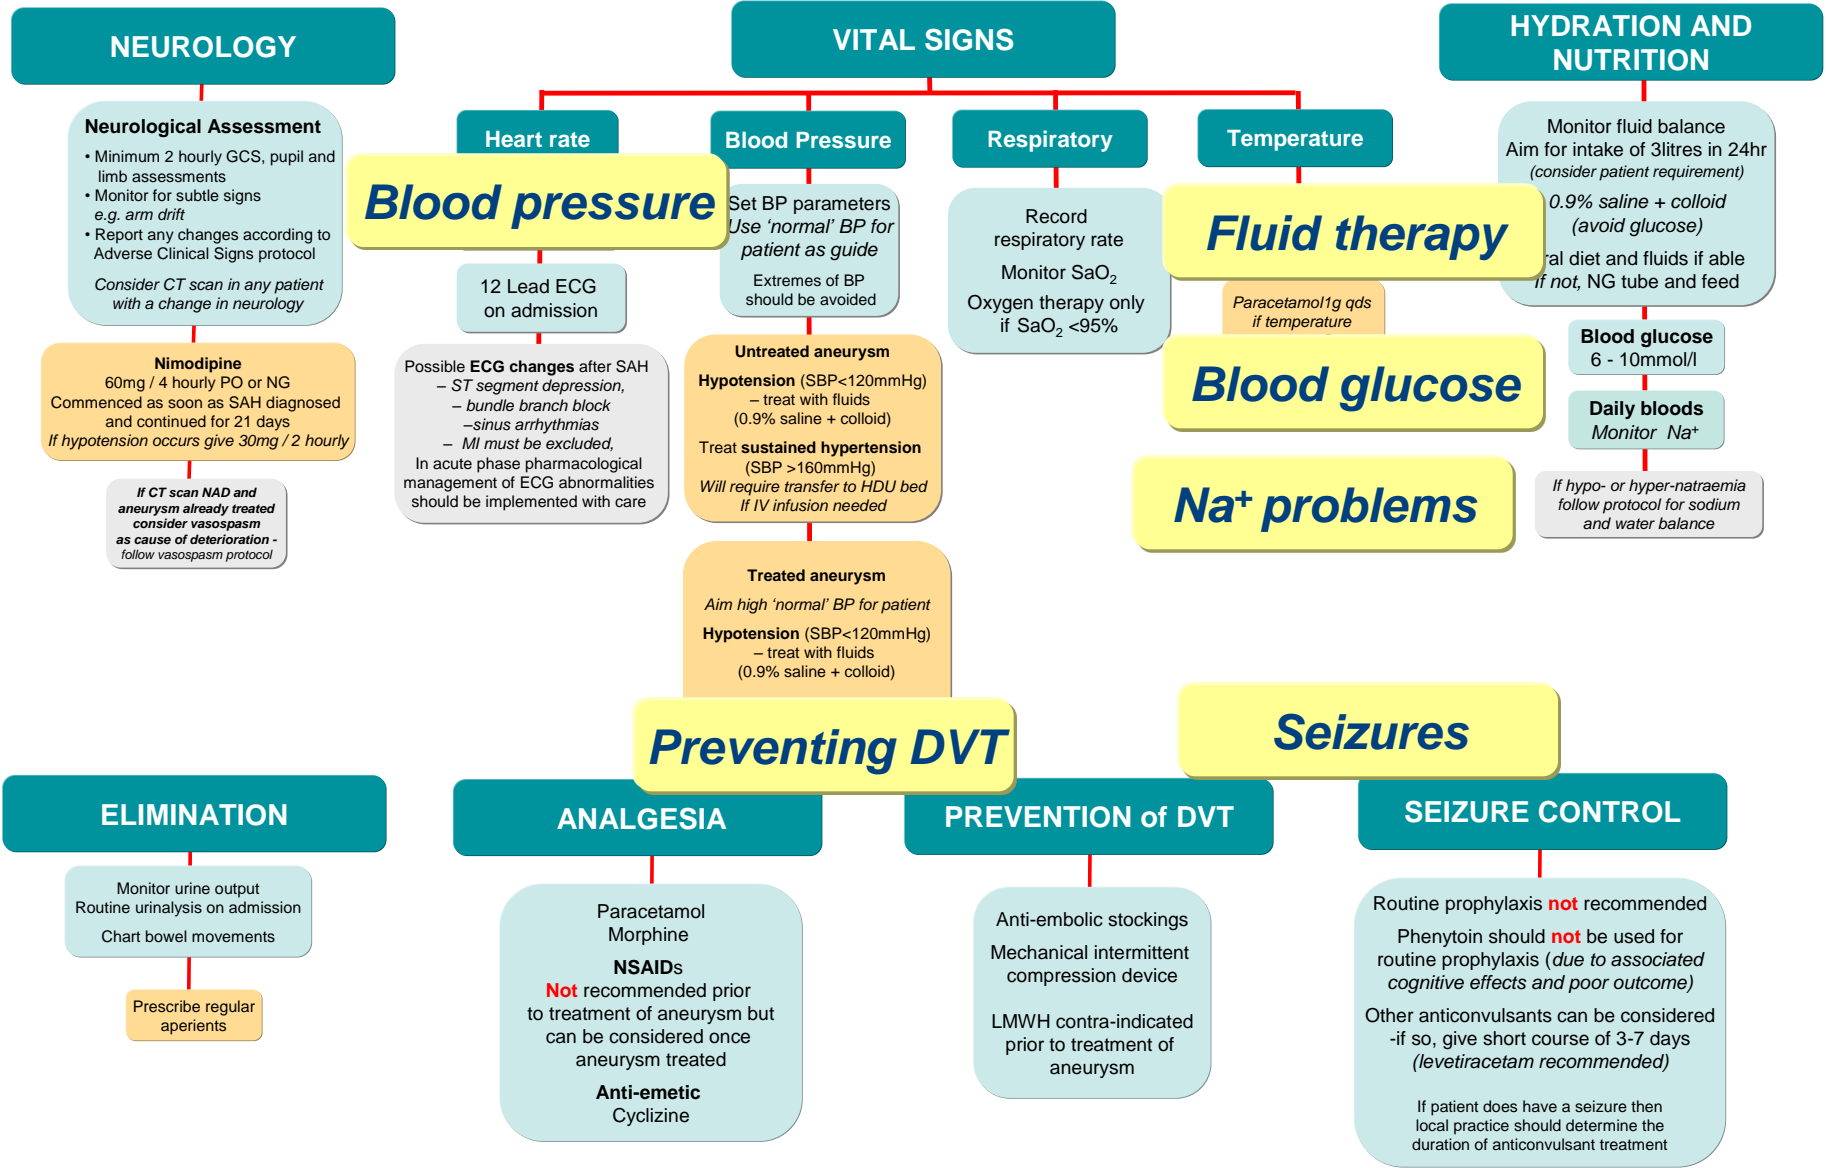 NEUROLOGY
Neurological Assessment
• Minimum 2 hourly GCS, pupil and
limb assessments
• Monitor for subtle signs
e.g. arm drift
• Report any changes according to
Adverse Clinical Signs protocol
Consider CT scan in any patient
with a change in neurology
Nimodipine
60mg / 4 hourly PO or NG
Commenced as soon as SAH diagnosed
and continued for 21 days
If hypotension occurs give 30mg / 2 hourly
If CT scan NAD and
aneurysm already treated
consider vasospasm
as cause of deterioration -
follow vasospasm protocol
VITAL SIGNS
Heart rate
Blood pressure
12 Lead ECG
on admission
Possible ECG changes after SAH
– ST segment depression,
– bundle branch block
–sinus arrhythmias
– MI must be excluded,
In acute phase pharmacological
management of ECG abnormalities
should be implemented with care
Blood Pressure
Set BP parameters
Use ‘normal’ BP for
patient as guide
Extremes of BP
should be avoided
Untreated aneurysm
Hypotension (SBP<120mmHg)
– treat with fluids
(0.9% saline + colloid)
Treat sustained hypertension
(SBP >160mmHg)
Will require transfer to HDU bed
If IV infusion needed
Treated aneurysm
Aim high ‘normal’ BP for patient
Hypotension (SBP<120mmHg)
– treat with fluids
(0.9% saline + colloid)
Preventing DVT
Respiratory
Record
respiratory rate
Monitor SaO2
Oxygen therapy only
if SaO2 <95%
Temperature
Fluid therapy
Paracetamol1g qds
if temperature
Blood glucose
Na+ problems
HYDRATION AND
NUTRITION
Monitor fluid balance
Aim for intake of 3litres in 24hr
(consider patient requirement)
0.9% saline + colloid
(avoid glucose)
diet and fluids if able
If not, NG tube and feed
Blood glucose
6 - 10mmol/l
Daily bloods
Monitor Na+
If hypo- or hyper-natraemia
follow protocol for sodium
and water balance
Seizures
ELIMINATION
Monitor urine output
Routine urinalysis on admission
Chart bowel movements
Prescribe regular
aperients
ANALGESIA
Paracetamol
Morphine
NSAIDs
Not recommended prior
to treatment of aneurysm but
can be considered once
aneurysm treated
Anti-emetic
Cyclizine
PREVENTION of DVT
Anti-embolic stockings
Mechanical intermittent
compression device
LMWH contra-indicated
prior to treatment of
aneurysm
SEIZURE CONTROL
Routine prophylaxis not recommended
Phenytoin should not be used for
routine prophylaxis (due to associated
cognitive effects and poor outcome)
Other anticonvulsants can be considered
-if so, give short course of 3-7 days
(levetiracetam recommended)
If patient does have a seizure then
local practice should determine the
duration of anticonvulsant treatment